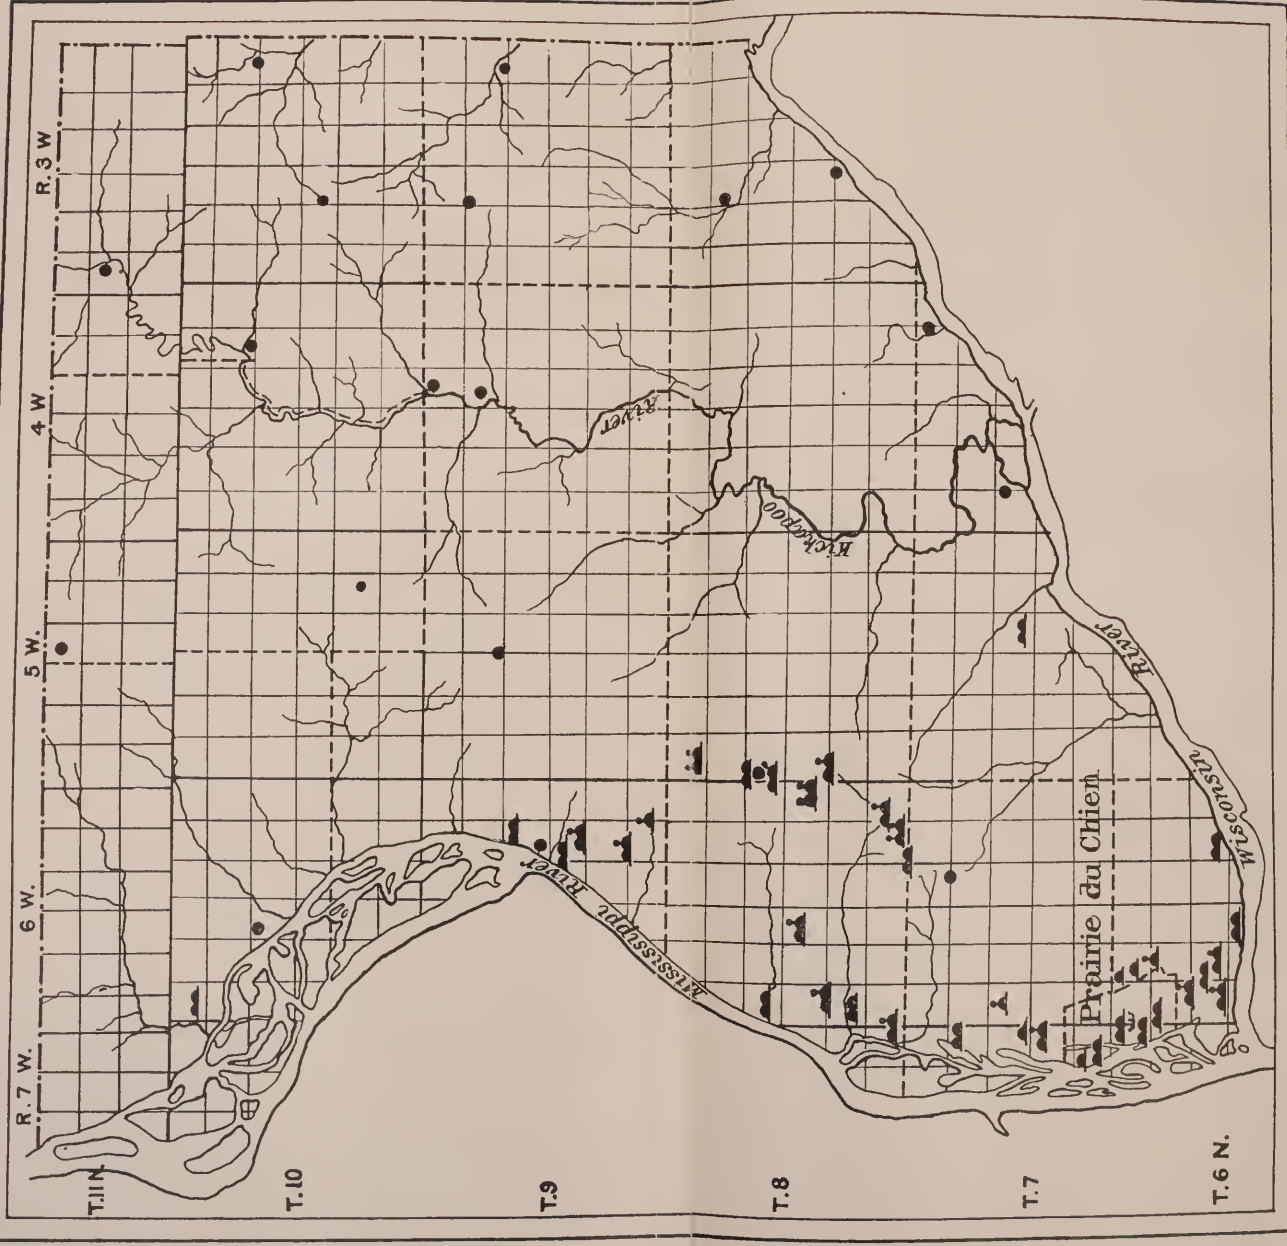 R. 3 W
4 W
5 W.
6 W.
R. 7 W.
T. 11 N.
T. 10
T. 9
T. 8
T. 7
T. 6 N.
River
Kickapoo
River
Wisconsin
River
Mississippi
Prairie du Chien